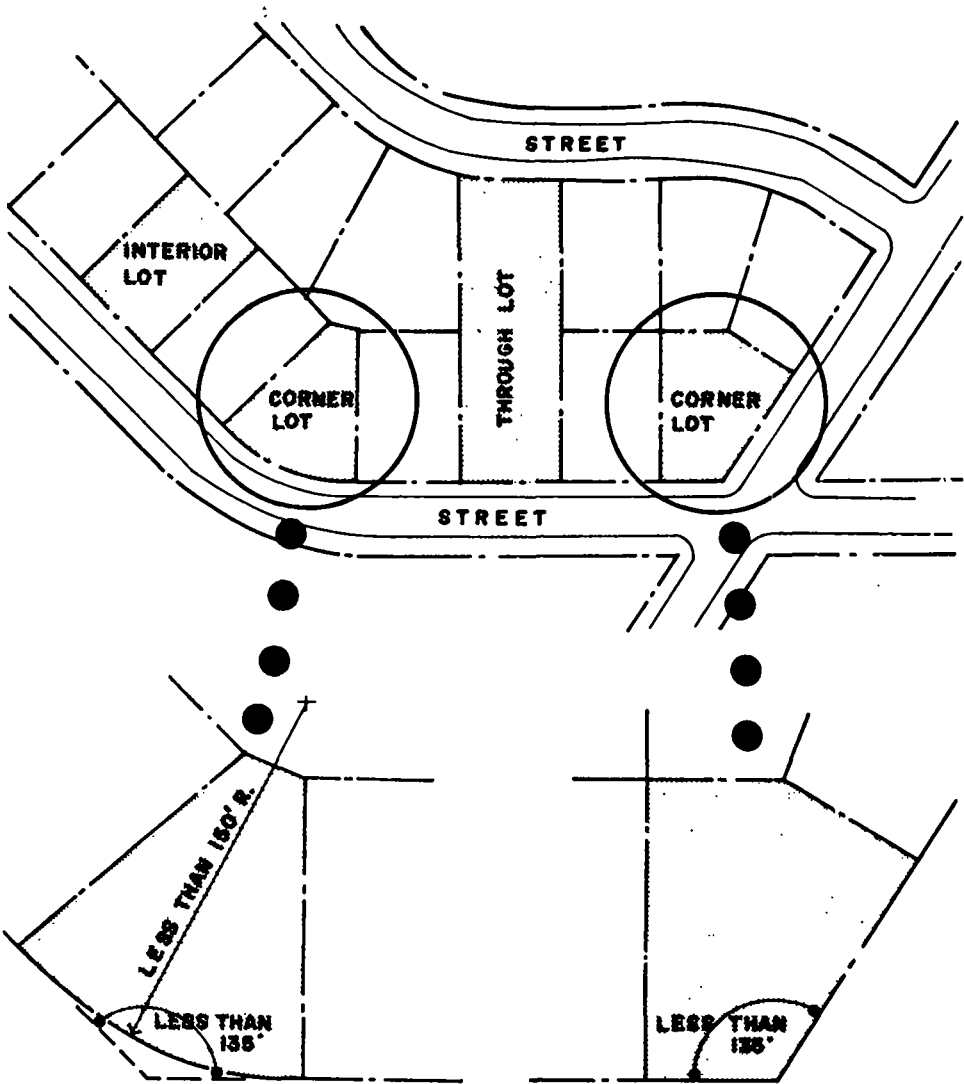 STREET
INTERIOR
LOT
THROUGH LOT
CORNER
LOT
CORNER
LOT
STREET
LESS THAN 150' R.
LESS THAN
135°
LESS THAN
135°